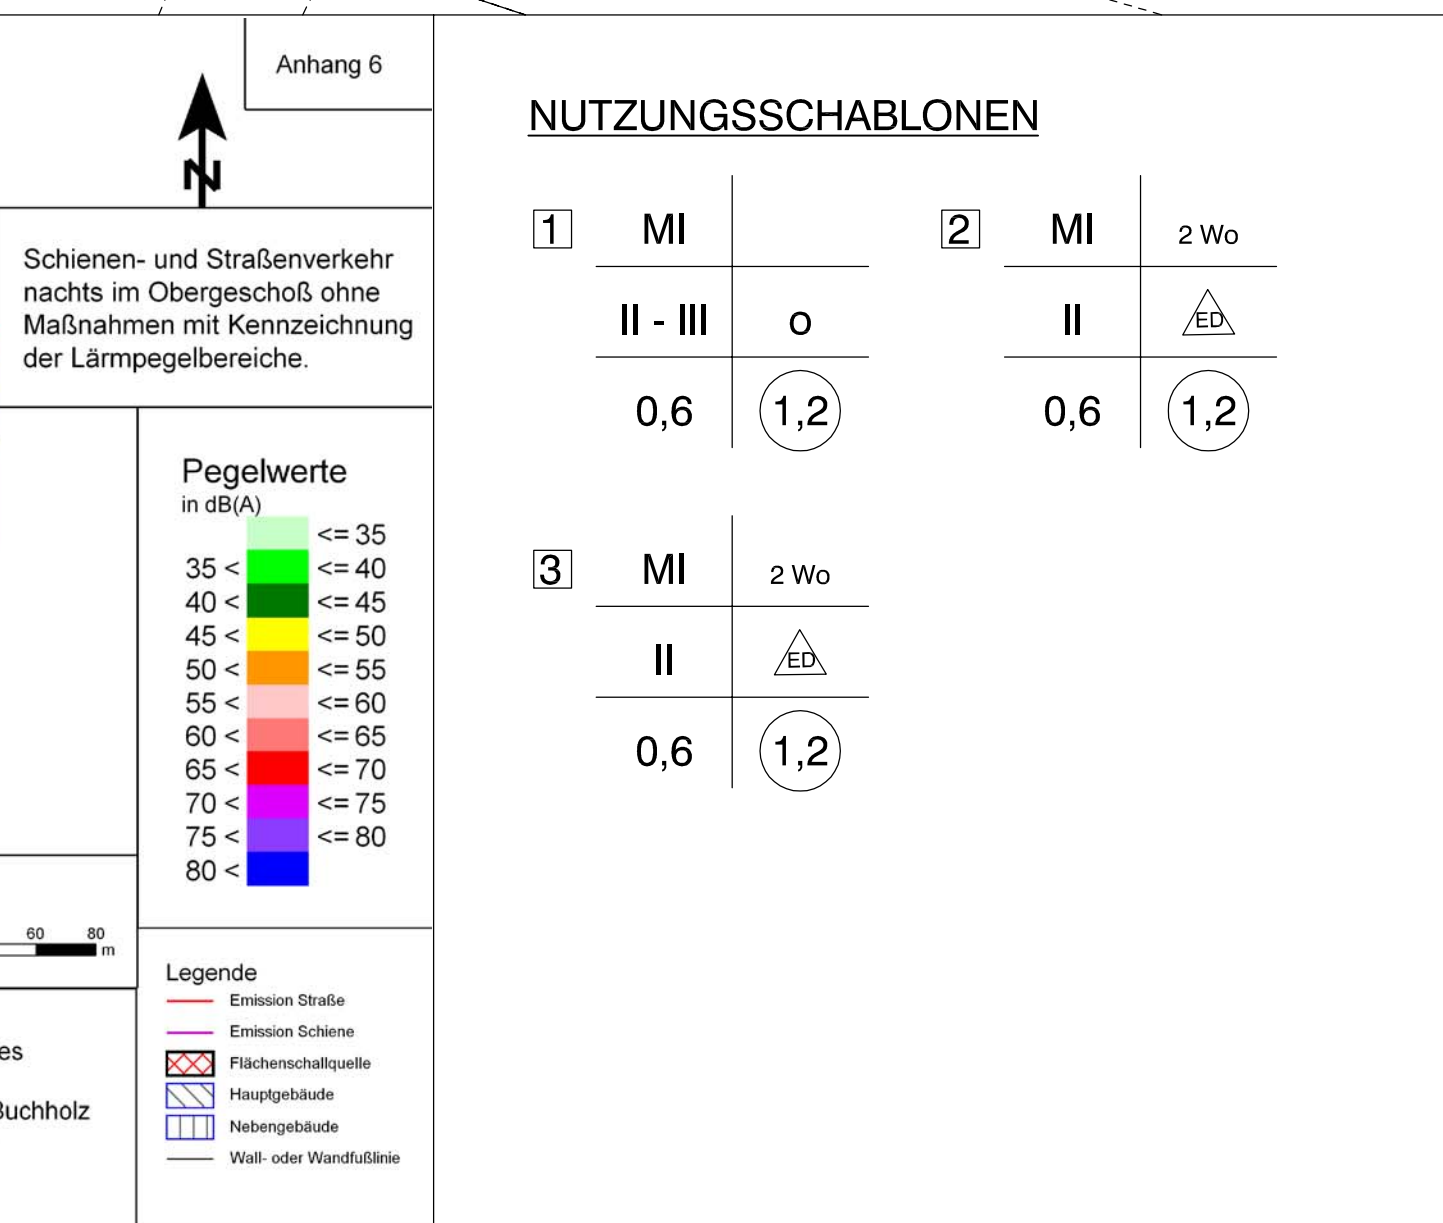 Anhang 6
N
Schienen- und Straßenverkehr
nachts im Obergeschoß ohne
Maßnahmen mit Kennzeichnung
der Lärmpegelbereiche.
Pegelwerte
in dB(A)
<= 35
35 < <= 40
40 < <= 45
45 < <= 50
50 < <= 55
55 < <= 60
60 < <= 65
65 < <= 70
70 < <= 75
75 < <= 80
80 <
60 80
m
Legende
Emission Straße
Emission Schiene
Flächenschallquelle
Hauptgebäude
Nebengebäude
Wall- oder Wandfußlinie
es
Buchholz
NUTZUNGSSCHABLONEN
1 MI
II - III o
0,6 1,2
2 MI 2 Wo
II ED
0,6 1,2
3 MI 2 Wo
II ED
0,6 1,2